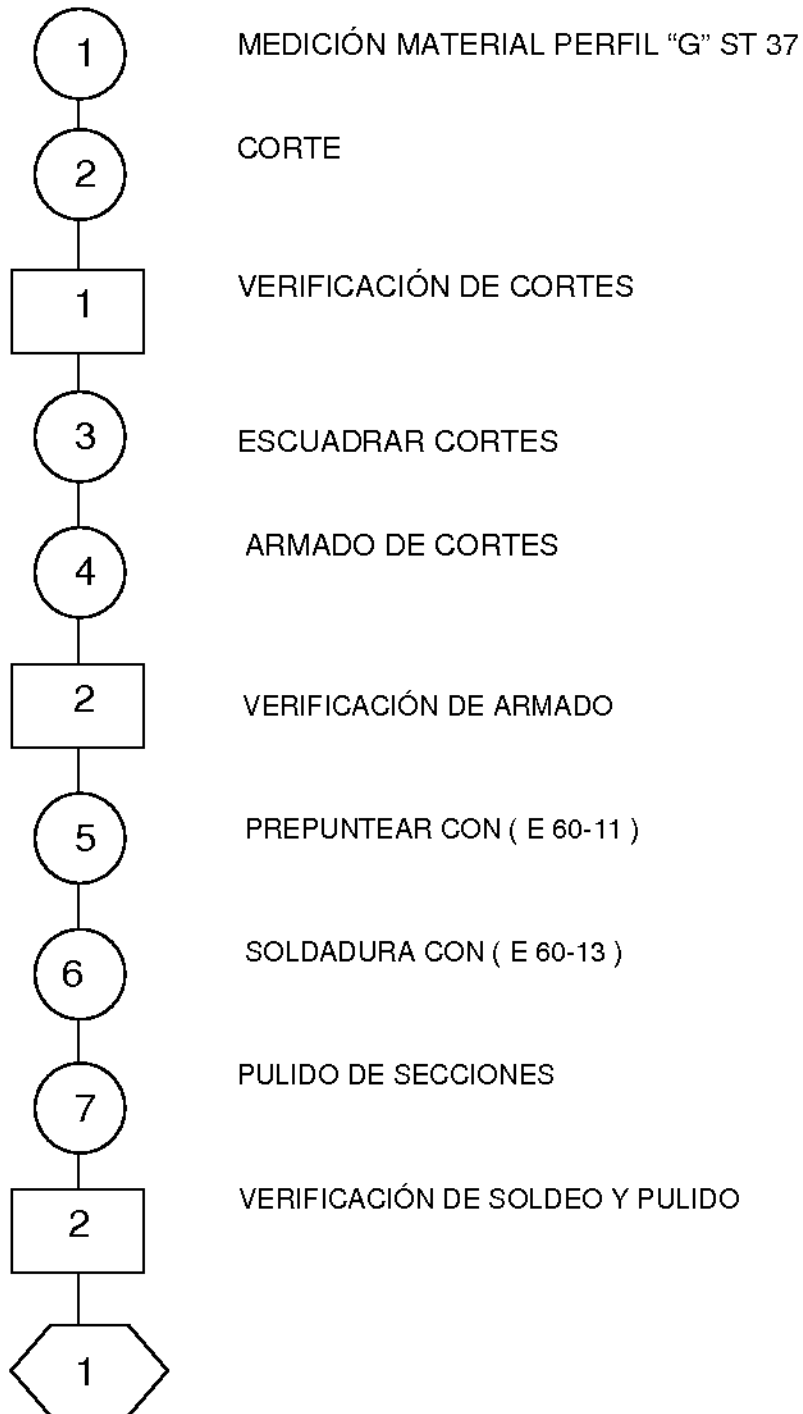 1 MEDICIÓN MATERIAL PERFIL “G” ST 37
2 CORTE
1 VERIFICACIÓN DE CORTES
3 ESCUADRAR CORTES
4 ARMADO DE CORTES
2 VERIFICACIÓN DE ARMADO
5 PREPUNTEAR CON ( E 60-11 )
6 SOLDADURA CON ( E 60-13 )
7 PULIDO DE SECCIONES
2 VERIFICACIÓN DE SOLDEO Y PULIDO
1